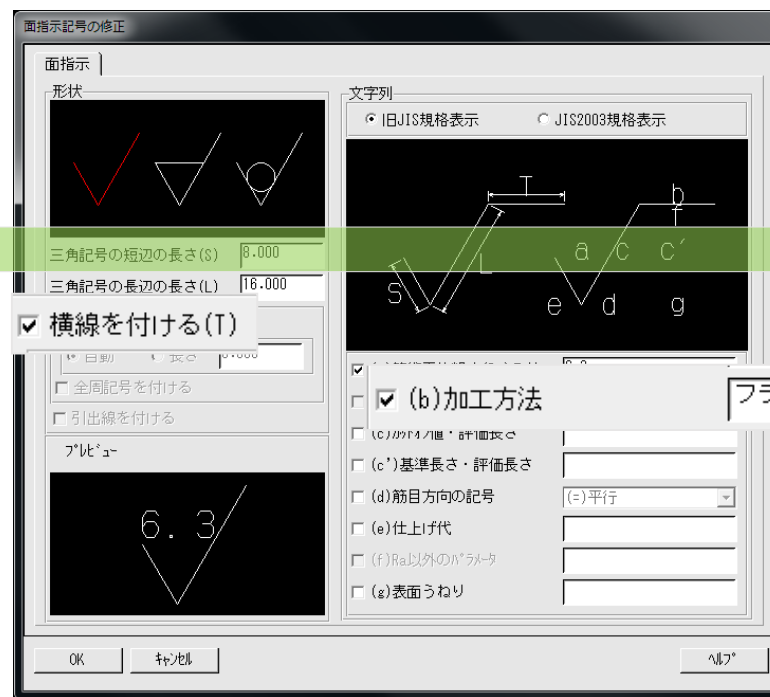 面指示記号の修正
面指示
形状
三角記号の短辺の長さ(S) 8.000
三角記号の長辺の長さ(L) 16.000
横線を付ける(T)
全周記号を付ける
引出線を付ける
プレビュー
6.3
文字列
旧JIS規格表示 JIS2003規格表示
T
b
f
a c c'
L
S
e d g
(b)加工方法 フラ
(c')基準長さ・評価長さ
(d)筋目方向の記号 (=)平行
(e)仕上げ代
(f)Ra以外のパラメータ
(g)表面うねり
OK キャンセル ヘルプ